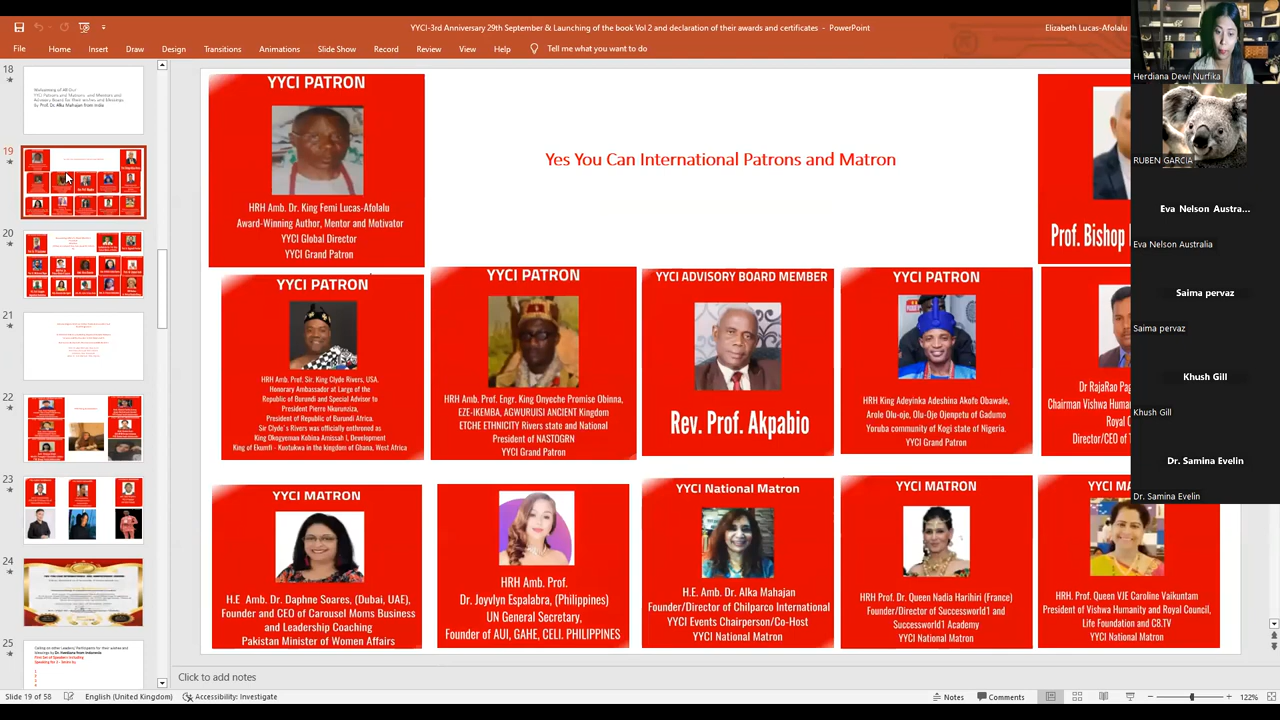 YYCI-3rd Anniversary 29th September & Launching of the book Vol 2 and declaration of their awards and certificates - PowerPoint
Elizabeth Lucas-Afolalu
File Home Insert Draw Design Transitions Animations Slide Show Record Review View Help Tell me what you want to do
18
19
20
21
22
23
24
25
YYCI PATRON
HRH Amb. Dr. King Femi Lucas-Afolalu
Award-Winning Author, Mentor and Motivator
YYCI Global Director
YYCI Grand Patron
Yes You Can International Patrons and Matron
Prof. Bishop
YYCI PATRON
HRH Amb. Prof, Sir. King Clyde Rivers, USA,
Honorary Ambassador at Large of the
Republic of Burundi and Special Advisor to
President Pierre Nkurunziza,
President of Republic of Burundi Africa.
Sir Clyde`s Rivers was officially enthroned as
King Okogyeman Kobina Amissah I, Development
King of Ekumfi - Kuotukwa in the kingdom of Ghana, West Africa
YYCI PATRON
HRH Amb. Prof. Engr. King Onyeche Promise Obinna,
EZE-IKEMBA, AGWURUISI ANCIENT Kingdom
ETCHE ETHNICITY Rivers state and National
President of NASTOGRN
YYCI Grand Patron
YYCI ADVISORY BOARD MEMBER
Rev. Prof. Akpabio
YYCI PATRON
HRH King Adeyinka Adeshina Akofe Obawale,
Arole Olu-oje, Olu-Oje Ojenpetu of Gadumo
Yoruba community of Kogi state of Nigeria.
YYCI Grand Patron
Dr RajaRao Pag
Chairman Vishwa Human
Royal C
Director/CEO of T
YYCI MATRON
H.E Amb. Dr. Daphne Soares, (Dubai, UAE),
Founder and CEO of Carousel Moms Business
and Leadership Coaching
Pakistan Minister of Women Affairs
HRH Amb. Prof.
Dr. Joyvlyn Espalabra, (Philippines)
UN General Secretary,
Founder of AUI, GAHE, CELL PHILIPPINES
YYCI National Matron
H.E. Amb. Dr. Alka Mahajan
Founder/Director of Chilparco International
YYCI Events Chairperson/Co-Host
YYCI National Matron
YYCI MATRON
HRH Prof. Dr. Queen Nadia Harihiri (France)
Founder/Director of Successworld1 and
Successworld1 Academy
YYCI National Matron
YYCI MA
HRH. Prof. Queen VJE Caroline Vaikuntam
President of Vishwa Humanity and Royal Council,
Life Foundation and C8.TV
YYCI National Matron
Herdiana Dewi Nurfika
RUBEN GARCIA
Eva Nelson Austra...
Eva Nelson Australia
Saima pervaz
Saima pervaz
Khush Gill
Khush Gill
Dr. Samina Evelin
Dr. Samina Evelin
Click to add notes
Slide 19 of 58 English (United Kingdom) Accessibility: Investigate Notes Comments 122%